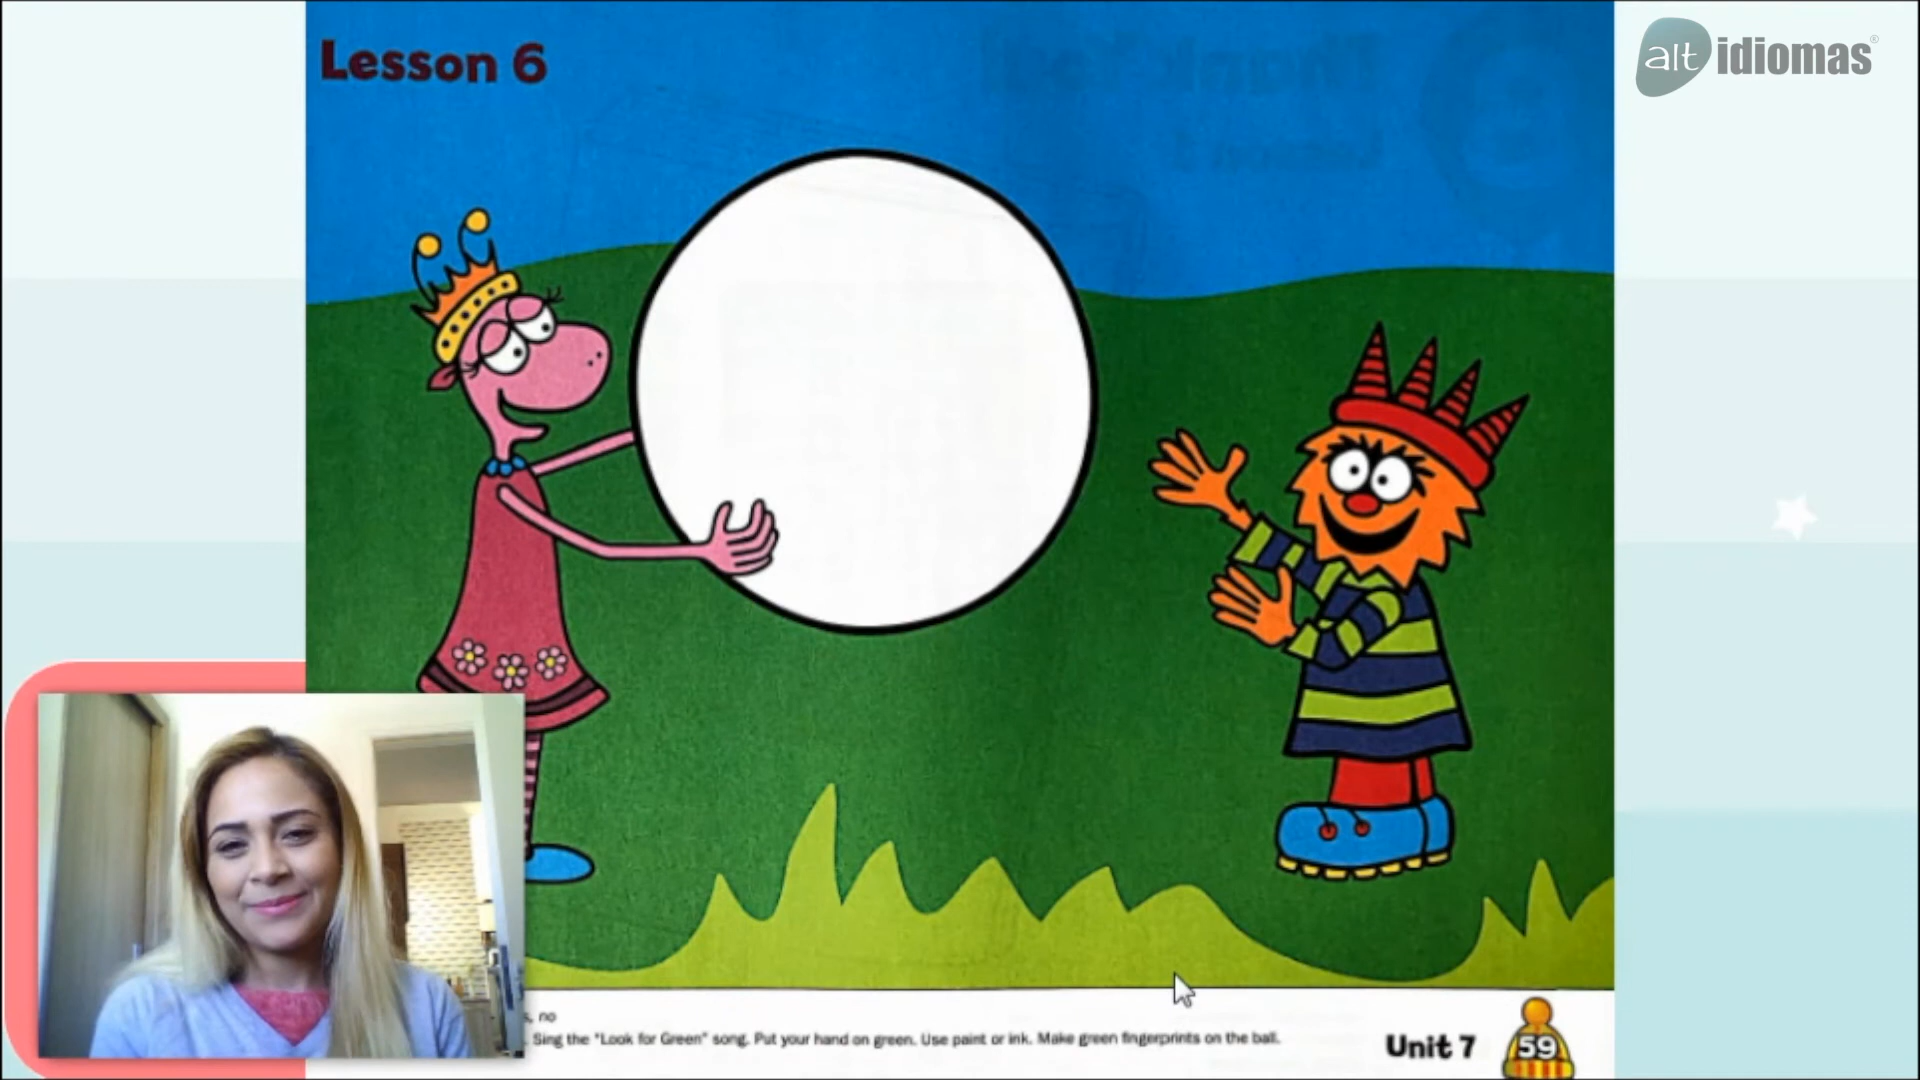 Lesson 6
alt idiomas
, no
Sing the "Look for Green" song. Put your hand on green. Use paint or ink. Make green fingerprints on the ball.
Unit 7
59